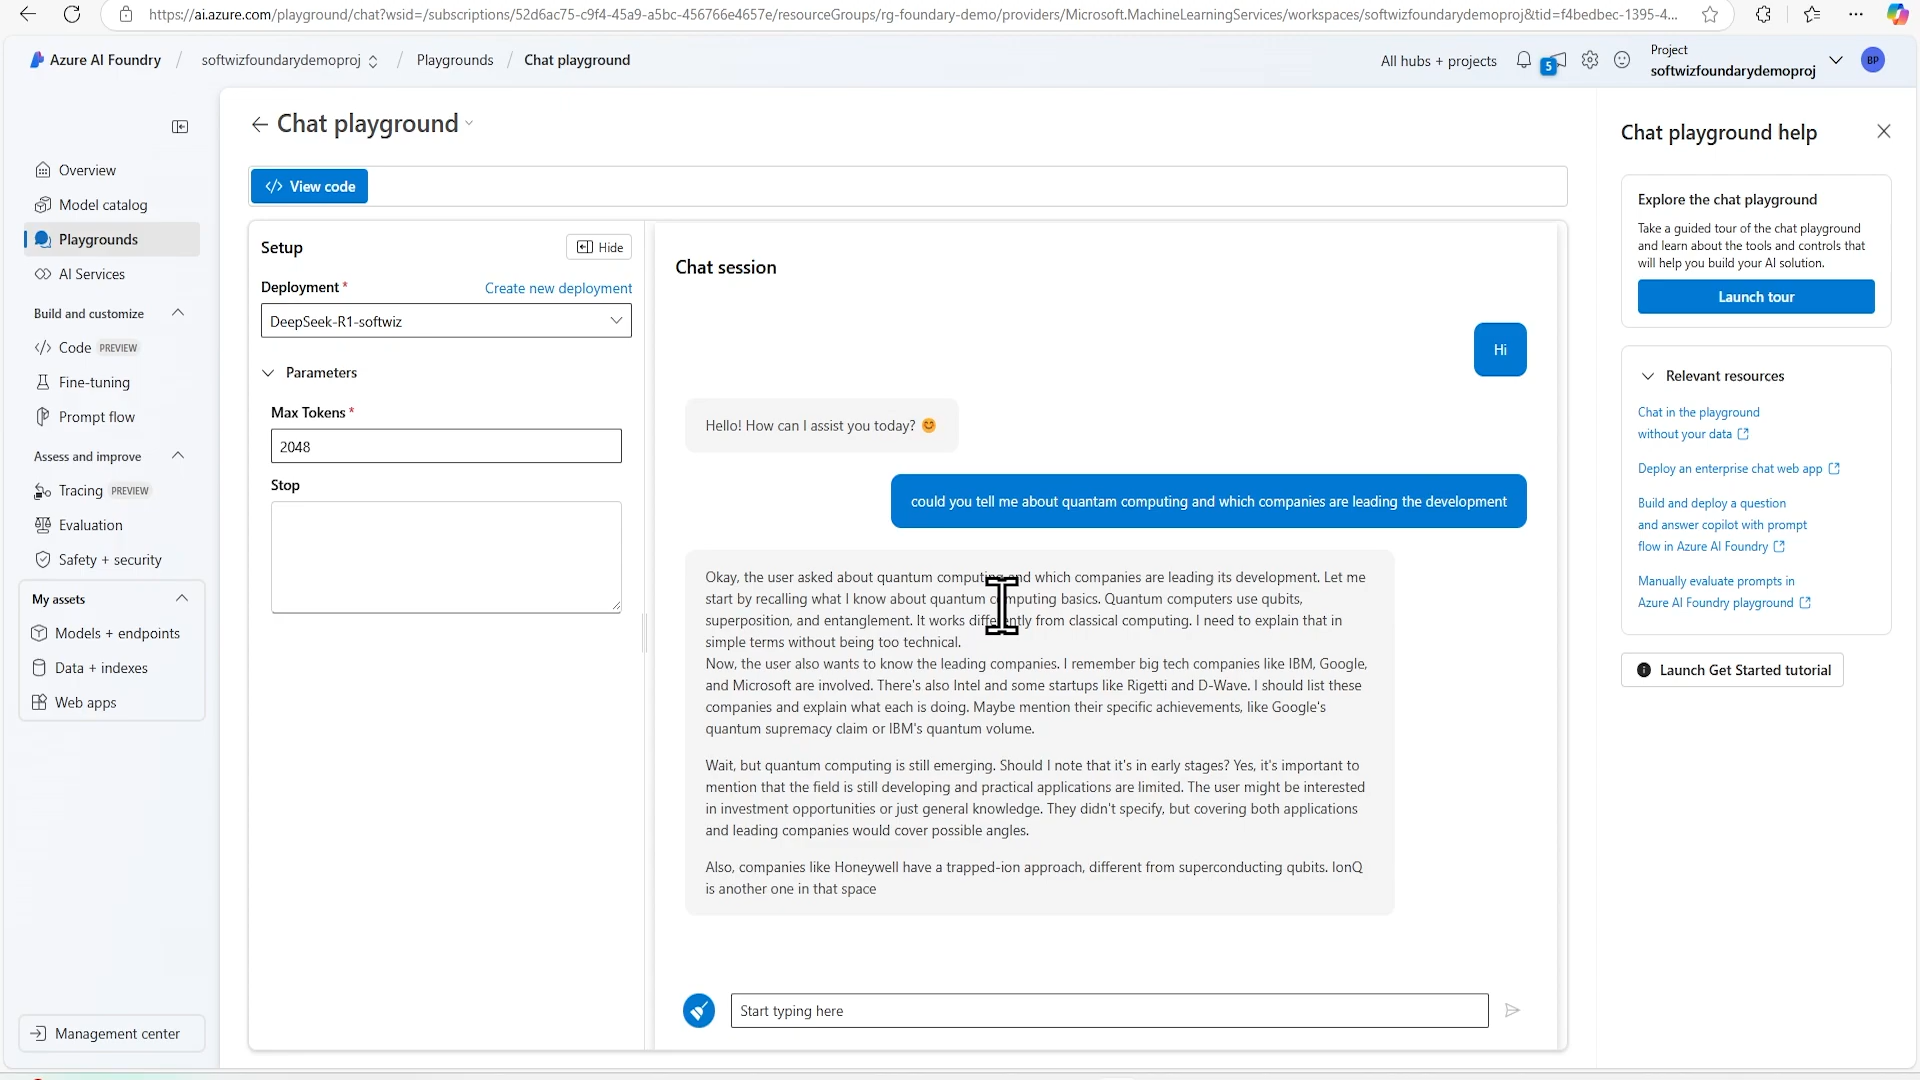 https://ai.azure.com/playground/chat?wsid=/subscriptions/52d6ac75-c9f4-45a9-a5bc-456766e4657e/resourceGroups/rg-foundary-demo/providers/Microsoft.MachineLearningServices/workspaces/softwizfoundarydemoproj&tid=f4bedbec-1395-4...
Azure AI Foundry / softwizfoundarydemoproj / Playgrounds / Chat playground
All hubs + projects
5
Project
softwizfoundarydemoproj
BP
Overview
Model catalog
Playgrounds
AI Services
Build and customize
Code PREVIEW
Fine-tuning
Prompt flow
Assess and improve
Tracing PREVIEW
Evaluation
Safety + security
My assets
Models + endpoints
Data + indexes
Web apps
Management center
Chat playground
View code
Setup
Hide
Deployment *
Create new deployment
DeepSeek-R1-softwiz
Parameters
Max Tokens *
2048
Stop
Chat session
Hi
Hello! How can I assist you today? 😊
could you tell me about quantam computing and which companies are leading the development
Okay, the user asked about quantum computing and which companies are leading its development. Let me
start by recalling what I know about quantum computing basics. Quantum computers use qubits,
superposition, and entanglement. It works differently from classical computing. I need to explain that in
simple terms without being too technical.
Now, the user also wants to know the leading companies. I remember big tech companies like IBM, Google,
and Microsoft are involved. There's also Intel and some startups like Rigetti and D-Wave. I should list these
companies and explain what each is doing. Maybe mention their specific achievements, like Google's
quantum supremacy claim or IBM's quantum volume.
Wait, but quantum computing is still emerging. Should I note that it's in early stages? Yes, it's important to
mention that the field is still developing and practical applications are limited. The user might be interested
in investment opportunities or just general knowledge. They didn't specify, but covering both applications
and leading companies would cover possible angles.
Also, companies like Honeywell have a trapped-ion approach, different from superconducting qubits. IonQ
is another one in that space
Start typing here
Chat playground help
Explore the chat playground
Take a guided tour of the chat playground
and learn about the tools and controls that
will help you build your AI solution.
Launch tour
Relevant resources
Chat in the playground
without your data
Deploy an enterprise chat web app
Build and deploy a question
and answer copilot with prompt
flow in Azure AI Foundry
Manually evaluate prompts in
Azure AI Foundry playground
Launch Get Started tutorial